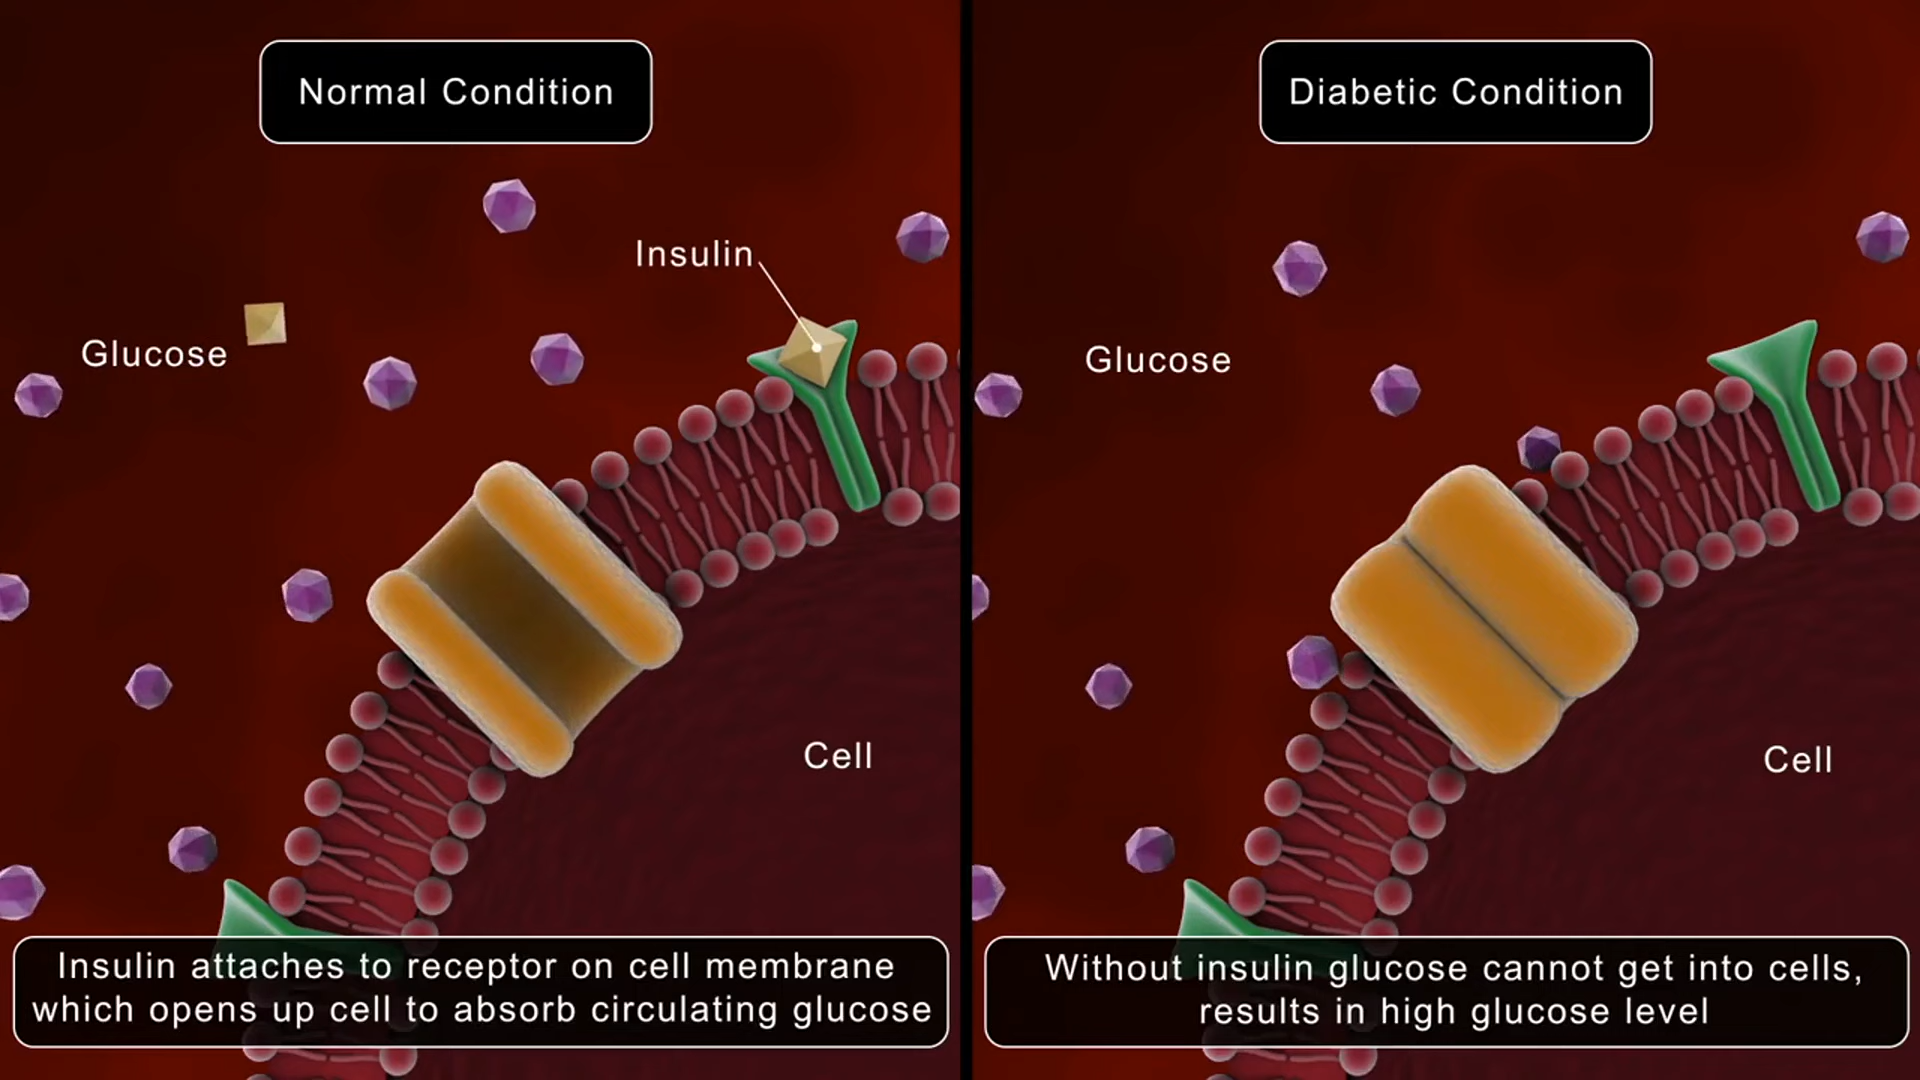 Normal Condition
Insulin
Glucose
Cell
Insulin attaches to receptor on cell membrane
which opens up cell to absorb circulating glucose
Diabetic Condition
Glucose
Cell
Without insulin glucose cannot get into cells,
results in high glucose level